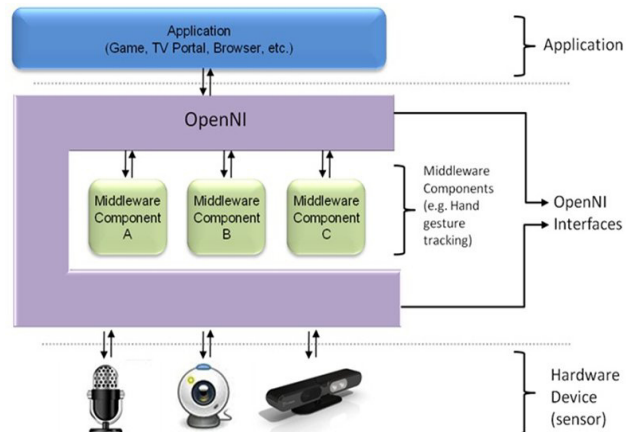 Application
(Game, TV Portal, Browser, etc.)
Application
OpenNI
Middleware
Component
A
Middleware
Component
B
Middleware
Component
C
Middleware
Components
(e.g. Hand
gesture
tracking)
OpenNI
Interfaces
Hardware
Device
(sensor)